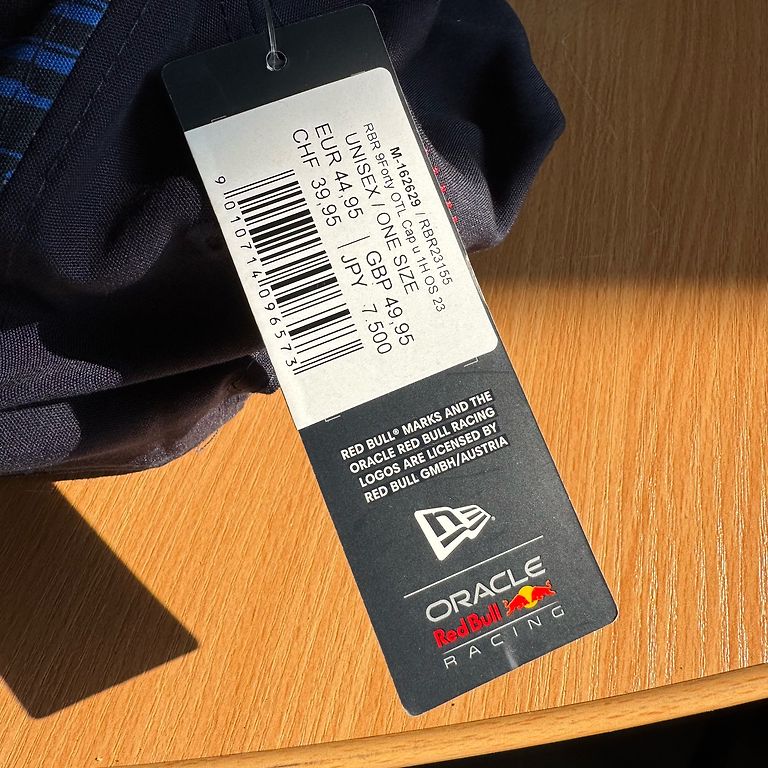 M-162629 / RBR23155
RBR 9Forty OTL Cap u 1H OS 23
UNISEX / ONE SIZE
EUR 44,95 | GBP 49,95
CHF 39,95 | JPY 7.500
9 010714 096573
RED BULL® MARKS AND THE
ORACLE RED BULL RACING
LOGOS ARE LICENSED BY
RED BULL GMBH/AUSTRIA
NE®
ORACLE
Red Bull
RACING